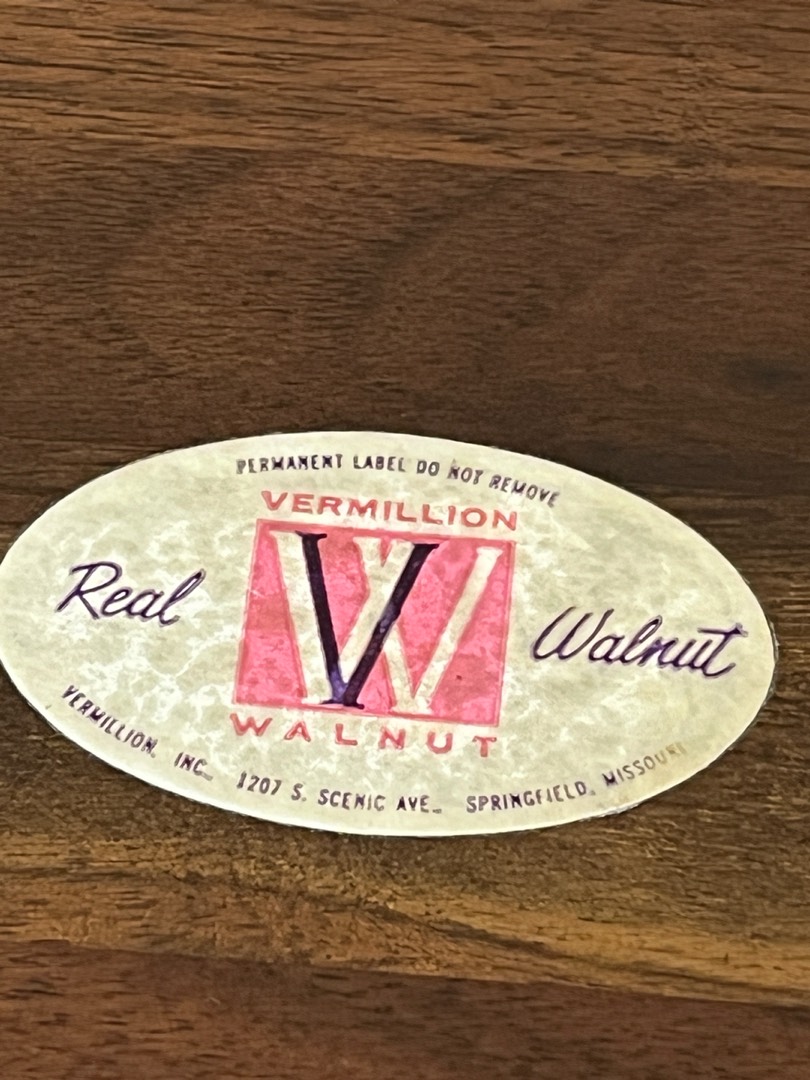 PERMANENT LABEL DO NOT REMOVE
VERMILLION
VW
Real Walnut
WALNUT
VERMILLION, INC., 1207 S. SCENIC AVE., SPRINGFIELD, MISSOURI